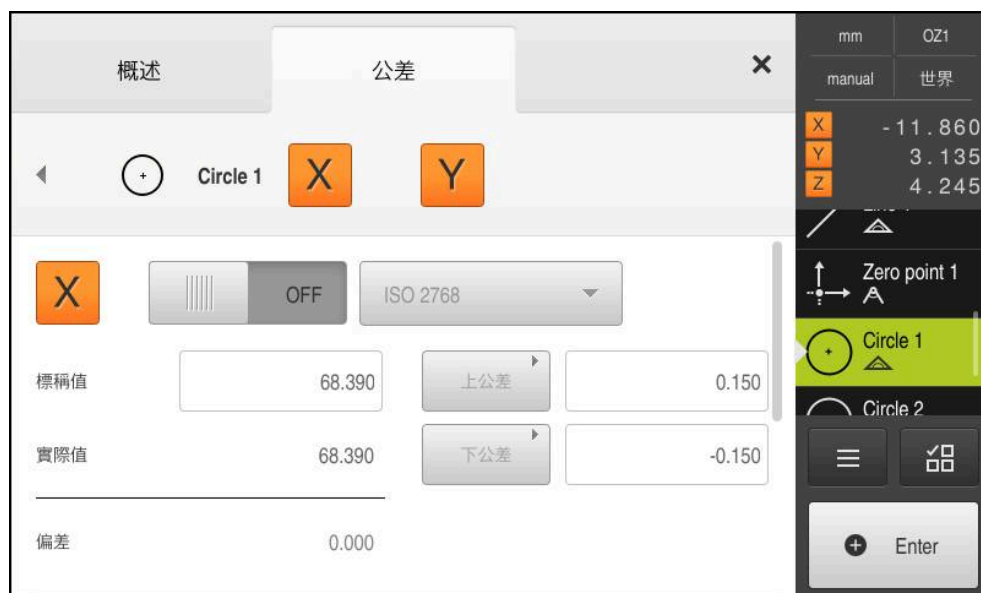 概述
公差
Circle 1
X
Y
X
OFF
ISO 2768
標稱值
68.390
上公差
0.150
實際值
68.390
下公差
-0.150
偏差
0.000
mm
OZ1
manual
世界
X -11.860
Y 3.135
Z 4.245
Zero point 1
Circle 1
Circle 2
Enter